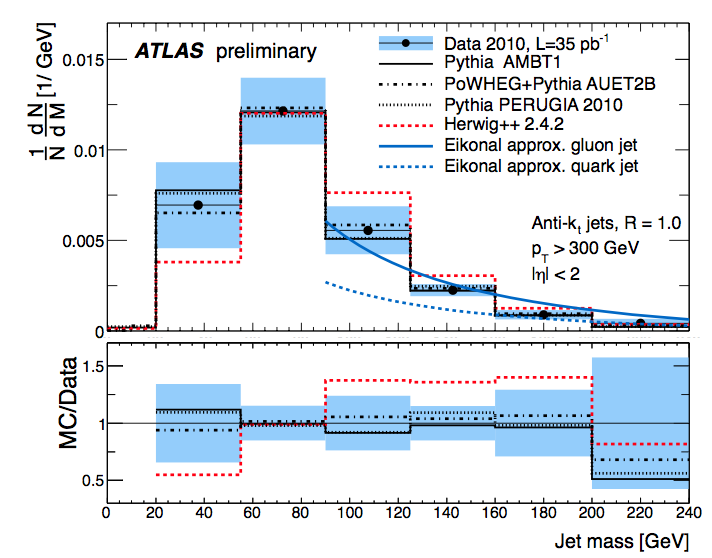 ATLAS preliminary
Data 2010, L=35 pb⁻¹
Pythia AMBT1
PoWHEG+Pythia AUET2B
Pythia PERUGIA 2010
Herwig++ 2.4.2
Eikonal approx. gluon jet
Eikonal approx. quark jet
Anti-kₜ jets, R = 1.0
p_T > 300 GeV
|η| < 2
1/N dN/dM [1/ GeV]
0.015
0.01
0.005
0
MC/Data
1.5
1
0.5
0 20 40 60 80 100 120 140 160 180 200 220 240
Jet mass [GeV]